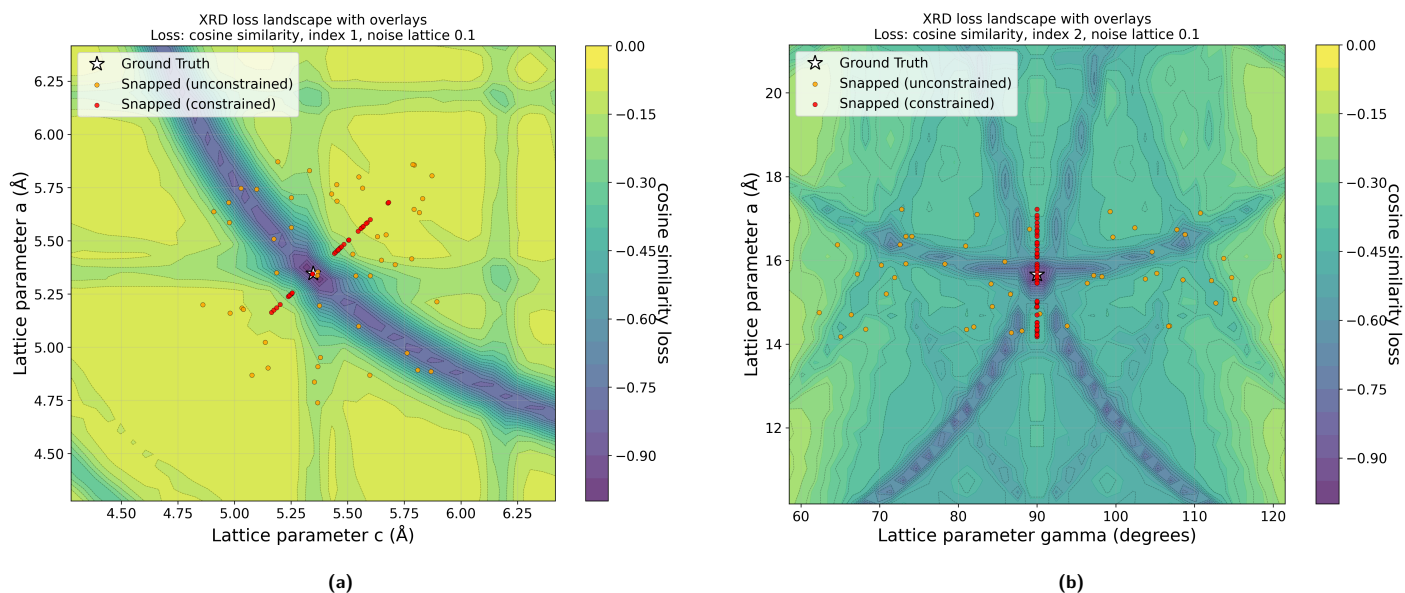 XRD loss landscape with overlays
Loss: cosine similarity, index 1, noise lattice 0.1
Ground Truth
Snapped (unconstrained)
Snapped (constrained)
6.25
6.00
5.75
5.50
5.25
5.00
4.75
4.50
Lattice parameter a (Å)
4.50 4.75 5.00 5.25 5.50 5.75 6.00 6.25
Lattice parameter c (Å)
0.00
−0.15
−0.30
−0.45
−0.60
−0.75
−0.90
cosine similarity loss
(a)
XRD loss landscape with overlays
Loss: cosine similarity, index 2, noise lattice 0.1
Ground Truth
Snapped (unconstrained)
Snapped (constrained)
20
18
16
14
12
Lattice parameter a (Å)
60 70 80 90 100 110 120
Lattice parameter gamma (degrees)
0.00
−0.15
−0.30
−0.45
−0.60
−0.75
−0.90
cosine similarity loss
(b)